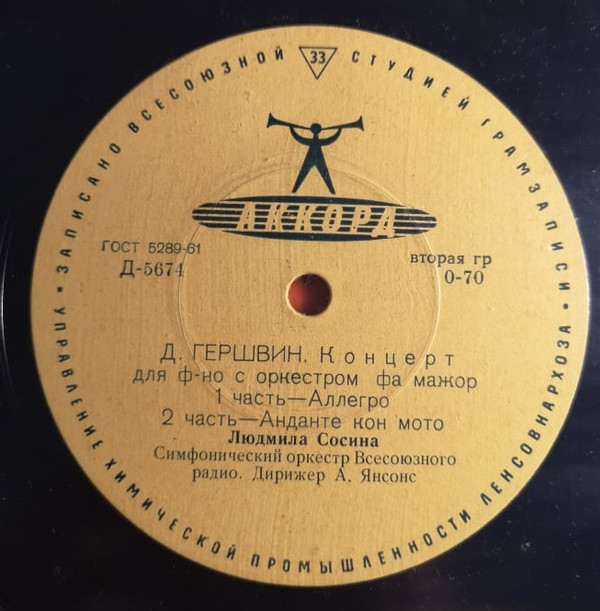 ЗАПИСАНО ВСЕСОЮЗНОЙ СТУДИЕЙ ГРАМЗАПИСИ
33
АККОРД
ГОСТ 5289-61
Д-5674
вторая гр
0-70
Д. ГЕРШВИН. Концерт
для ф-но с оркестром фа мажор
1 часть—Аллегро
2 часть—Анданте кон мото
Людмила Сосина
Симфонический оркестр Всесоюзного
радио. Дирижер А. Янсонс
УПРАВЛЕНИЕ ХИМИЧЕСКОЙ ПРОМЫШЛЕННОСТИ ЛЕНСОВНАРХОЗА